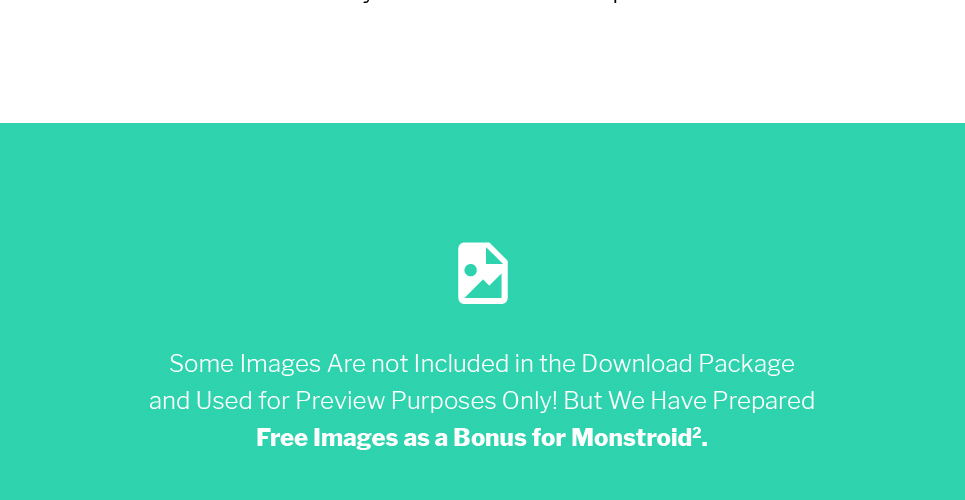 Some Images Are not Included in the Download Package
and Used for Preview Purposes Only! But We Have Prepared
Free Images as a Bonus for Monstroid².